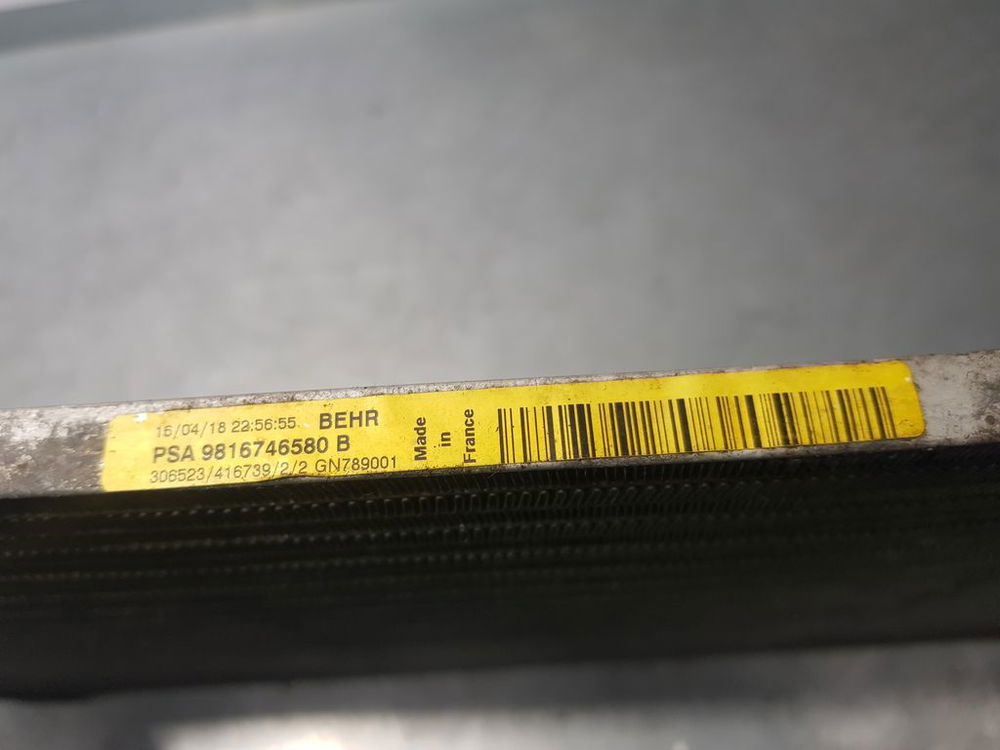 16/04/18 22:56:55 BEHR
PSA 9816746580 B
306523/416739/2/2 GN789001
Made
in
France